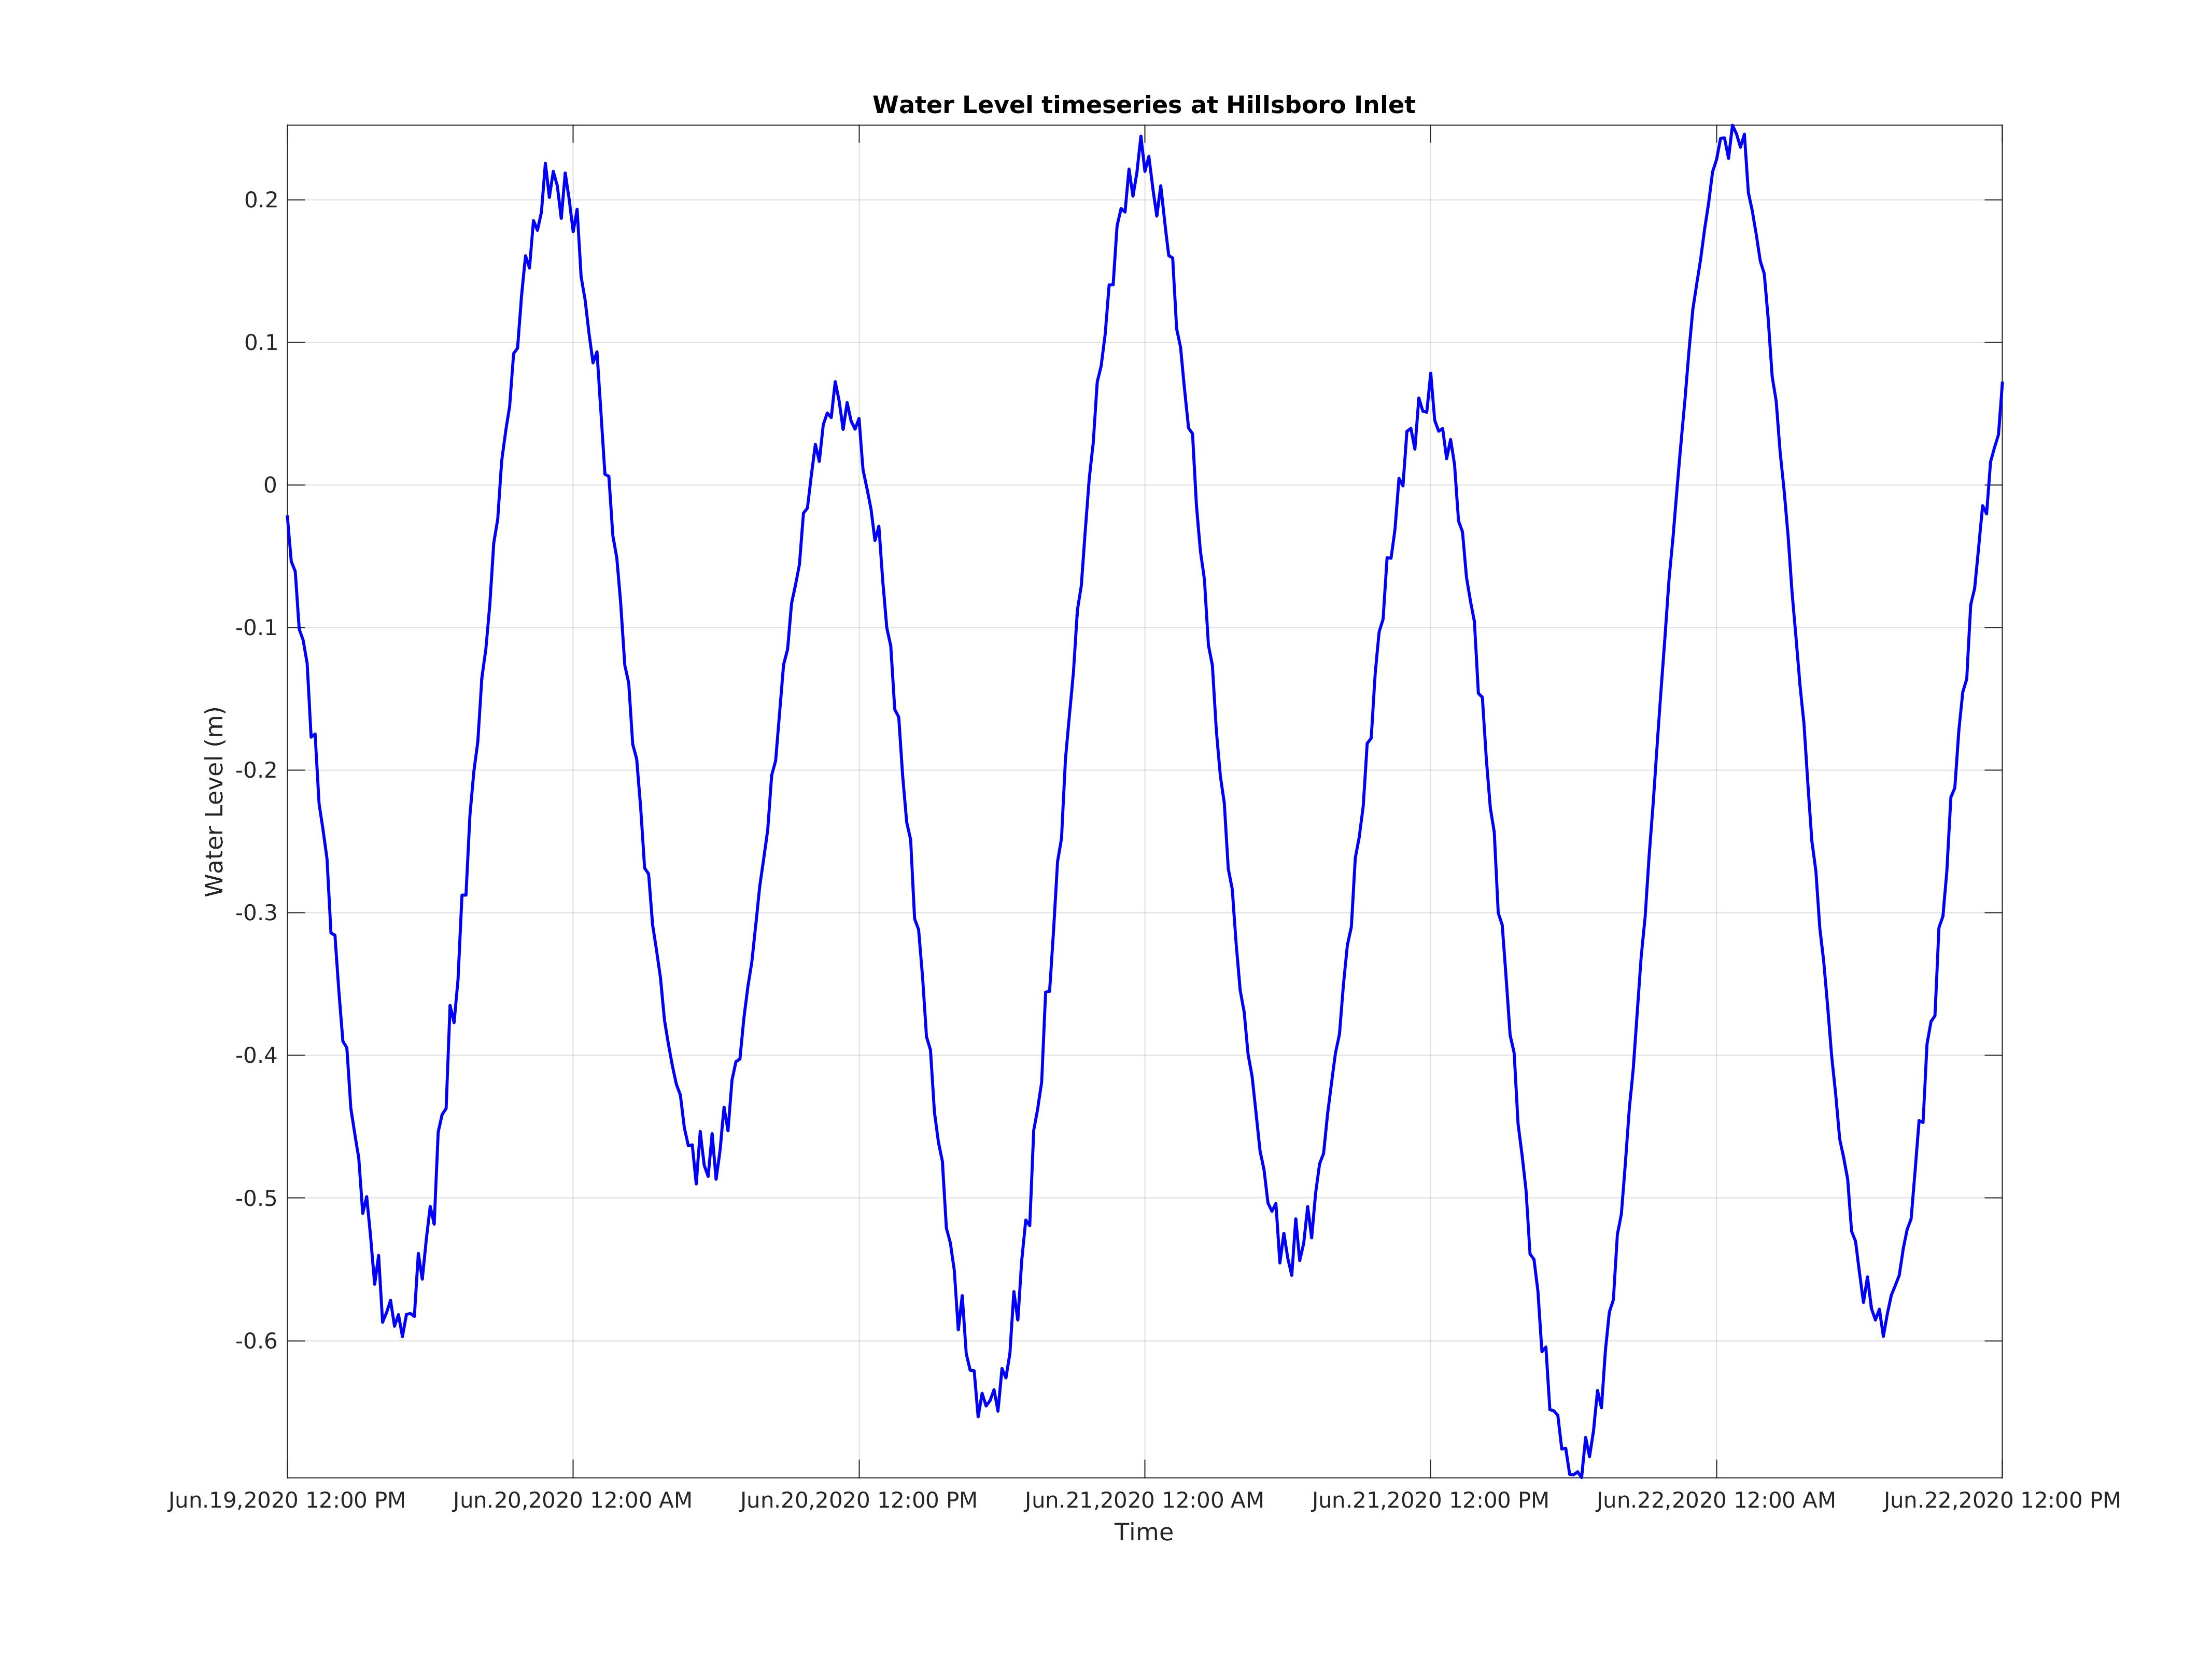 Water Level timeseries at Hillsboro Inlet
0.2
0.1
0
-0.1
-0.2
-0.3
-0.4
-0.5
-0.6
Water Level (m)
Jun.19,2020 12:00 PM
Jun.20,2020 12:00 AM
Jun.20,2020 12:00 PM
Jun.21,2020 12:00 AM
Jun.21,2020 12:00 PM
Jun.22,2020 12:00 AM
Jun.22,2020 12:00 PM
Time